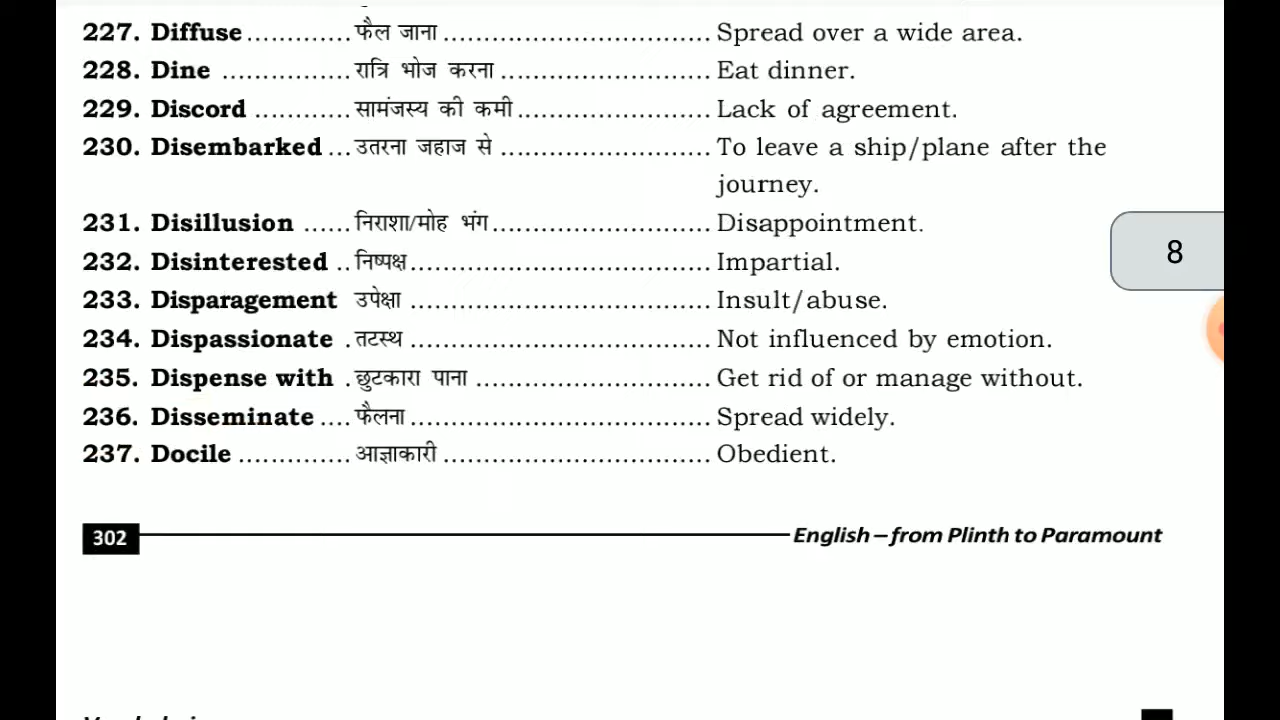 227. Diffuse............. फैल जाना ................................. Spread over a wide area.
228. Dine ............... रात्रि भोज करना .......................... Eat dinner.
229. Discord ............ सामंजस्य की कमी........................ Lack of agreement.
230. Disembarked ... उतरना जहाज से .......................... To leave a ship/plane after the
journey.
231. Disillusion ...... निराशा/मोह भंग........................... Disappointment.
232. Disinterested .. निष्पक्ष..................................... Impartial.
233. Disparagement उपेक्षा ..................................... Insult/abuse.
234. Dispassionate . तटस्थ ..................................... Not influenced by emotion.
235. Dispense with . छुटकारा पाना ............................. Get rid of or manage without.
236. Disseminate .... फैलना..................................... Spread widely.
237. Docile .............. आज्ञाकारी ................................. Obedient.
8
302 English – from Plinth to Paramount